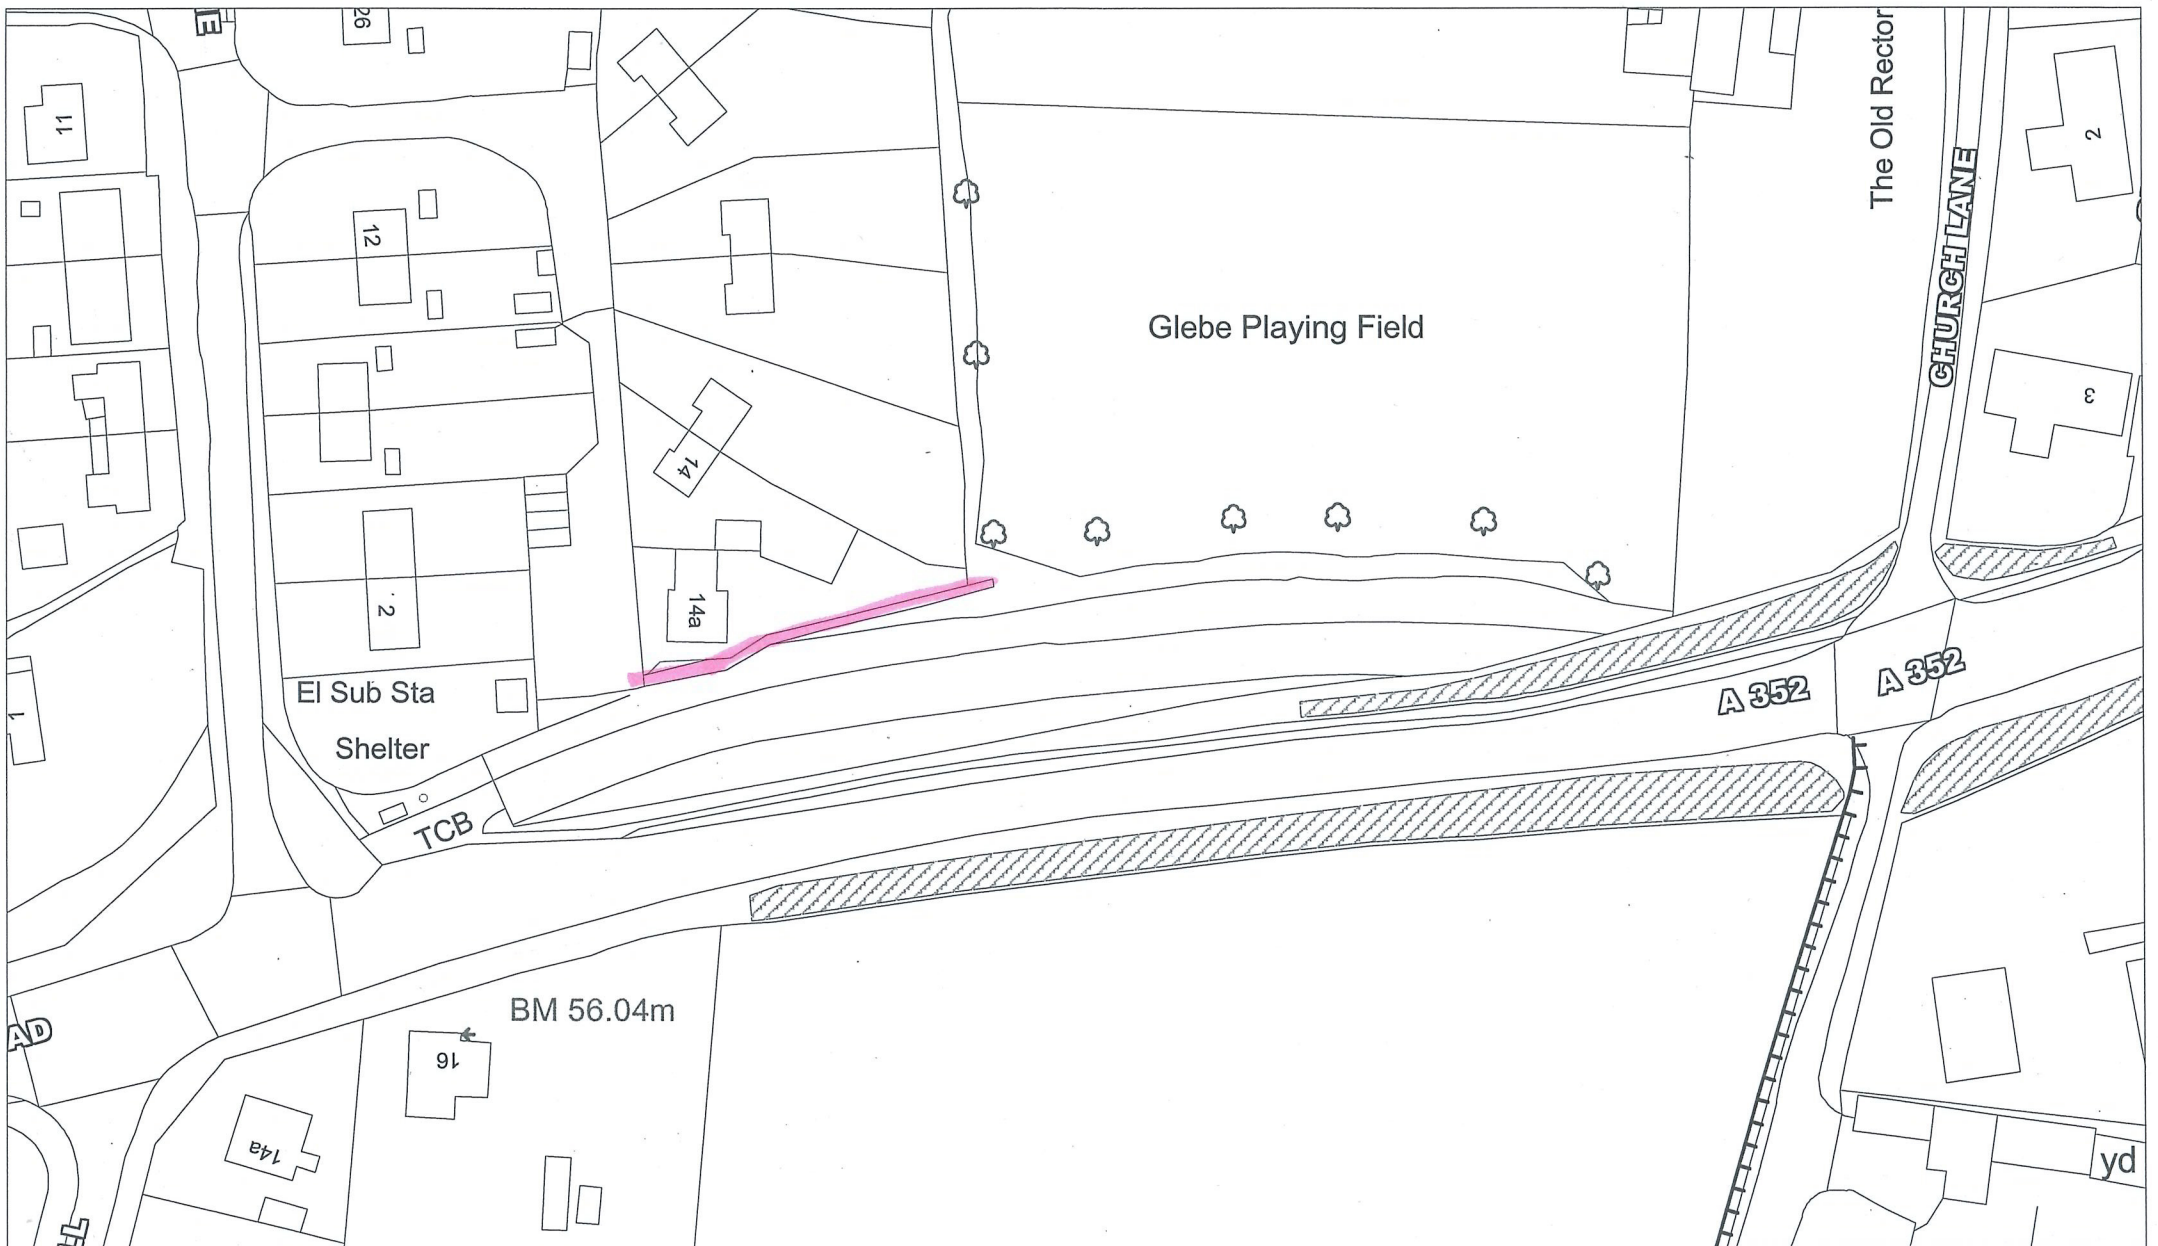 26
11
2
The Old Rector
CHURCH LANE
12
Glebe Playing Field
3
14
2
14a
El Sub Sta
A 352
A 352
1
Shelter
TCB
BM 56.04m
AD
16
14a
yd